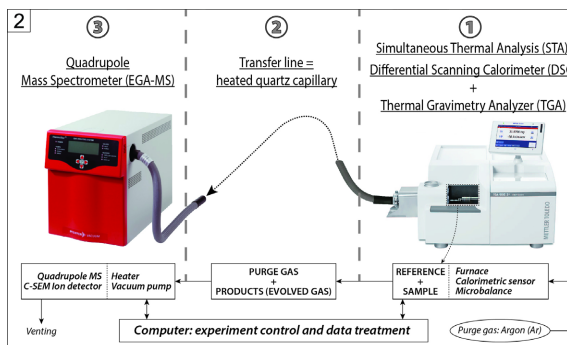 2
③
②
①
Quadrupole
Mass Spectrometer (EGA-MS)
Transfer line =
heated quartz capillary
Simultaneous Thermal Analysis (STA)
Differential Scanning Calorimeter (DSC
+
Thermal Gravimetry Analyzer (TGA)
METTLER TOLEDO
Quadrupole MS
C-SEM Ion detector
Heater
Vacuum pump
PURGE GAS
+
PRODUCTS (EVOLVED GAS)
REFERENCE
+
SAMPLE
Furnace
Calorimetric sensor
Microbalance
Venting
Computer: experiment control and data treatment
Purge gas: Argon (Ar)